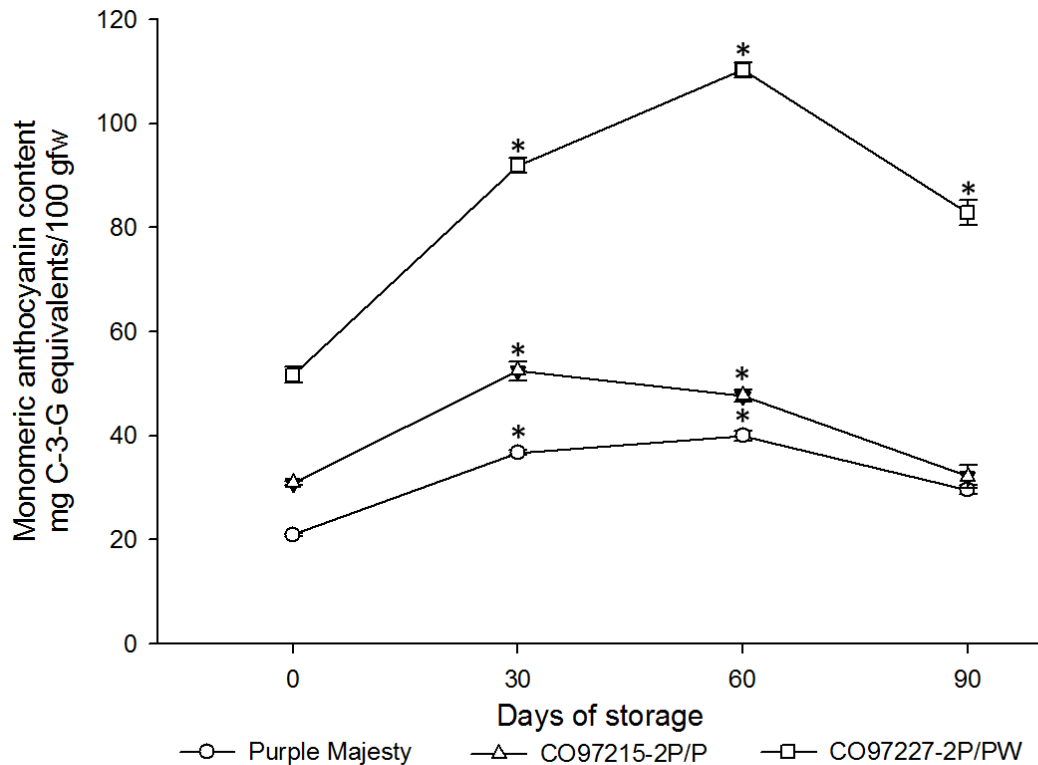 Monomeric anthocyanin content
mg C-3-G equivalents/100 gfw
120
100
80
60
40
20
0
*
*
*
*
*
*
*
0 30 60 90
Days of storage
Purple Majesty CO97215-2P/P CO97227-2P/PW